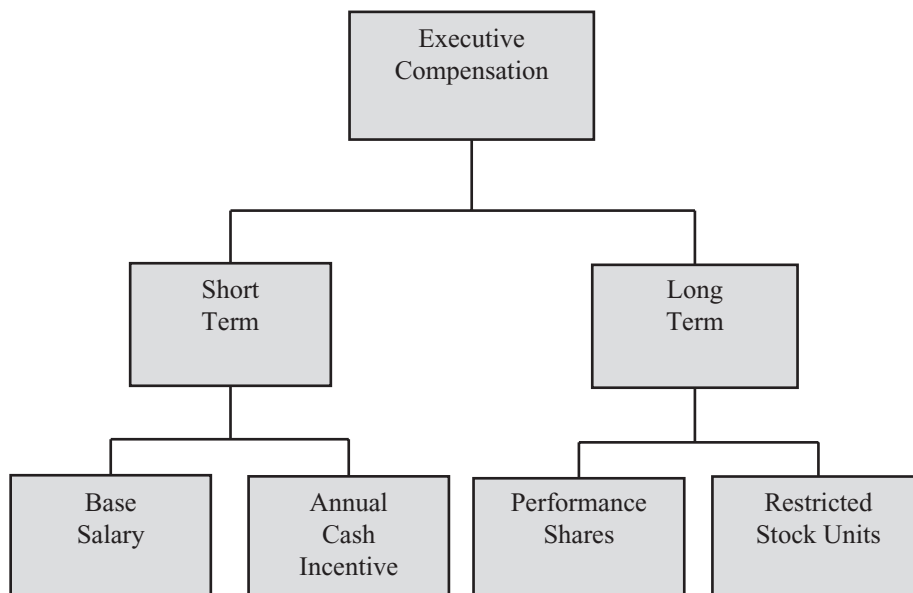 Executive
Compensation
Short
Term
Long
Term
Base
Salary
Annual
Cash
Incentive
Performance
Shares
Restricted
Stock Units